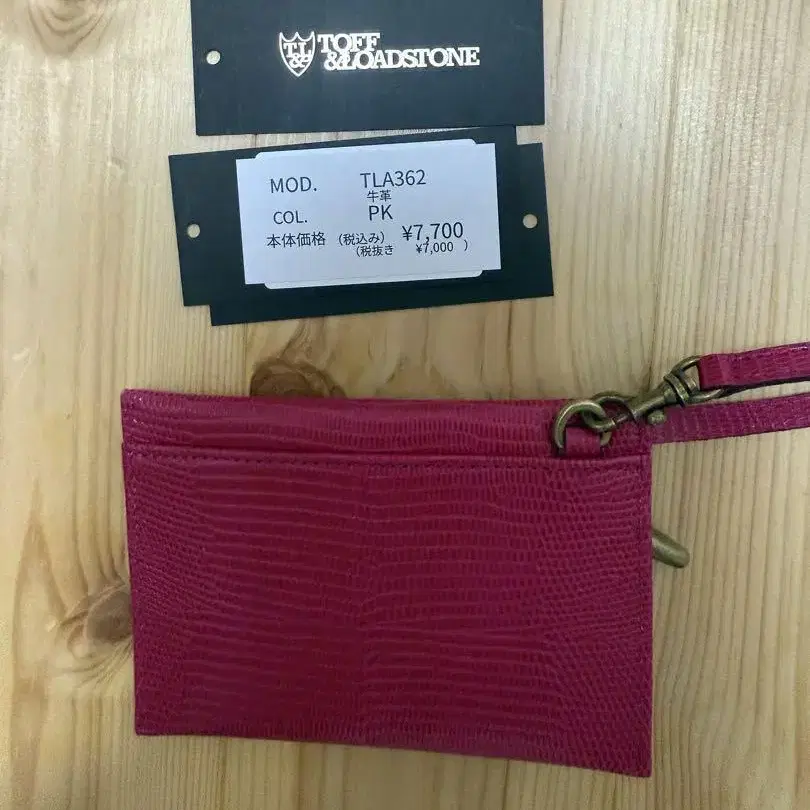 T.L
&
TOFF
&LOADSTONE
MOD. TLA362
牛革
COL. PK
本体価格 (税込み) ¥7,700
(税抜き ¥7,000 )